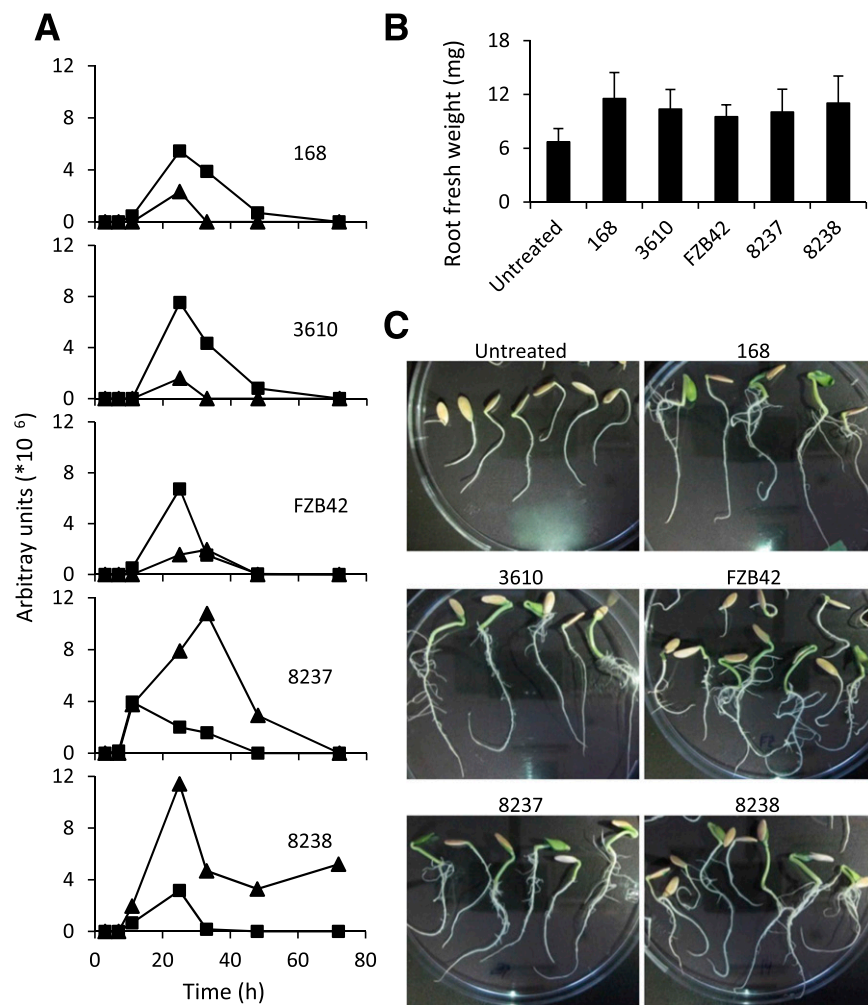 A
12
8
4
0
168
12
8
4
0
3610
12
8
4
0
FZB42
12
8
4
0
8237
12
8
4
0
8238
0 20 40 60 80
Time (h)
Arbitray units (*10 6)
B
18
12
6
0
Root fresh weight (mg)
Untreated 168 3610 FZB42 8237 8238
C
Untreated 168
3610 FZB42
8237 8238